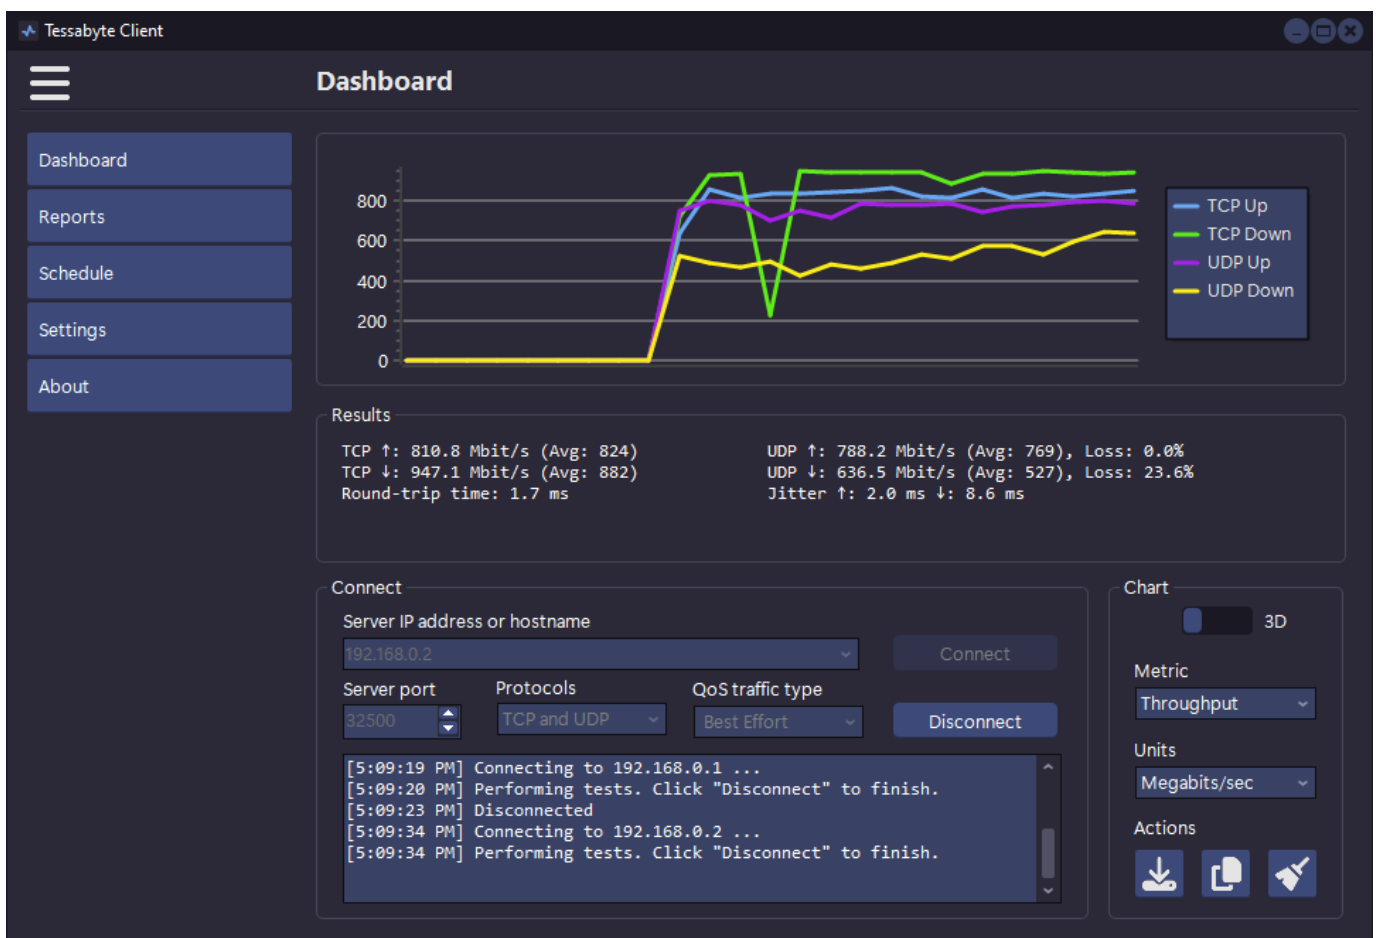 Tessabyte Client
Dashboard
Dashboard
Reports
Schedule
Settings
About
800
600
400
200
0
TCP Up
TCP Down
UDP Up
UDP Down
Results
TCP ↑: 810.8 Mbit/s (Avg: 824)
TCP ↓: 947.1 Mbit/s (Avg: 882)
Round-trip time: 1.7 ms
UDP ↑: 788.2 Mbit/s (Avg: 769), Loss: 0.0%
UDP ↓: 636.5 Mbit/s (Avg: 527), Loss: 23.6%
Jitter ↑: 2.0 ms ↓: 8.6 ms
Connect
Server IP address or hostname
192.168.0.2
Connect
Server port
Protocols
QoS traffic type
32500
TCP and UDP
Best Effort
Disconnect
[5:09:19 PM] Connecting to 192.168.0.1 ...
[5:09:20 PM] Performing tests. Click "Disconnect" to finish.
[5:09:23 PM] Disconnected
[5:09:34 PM] Connecting to 192.168.0.2 ...
[5:09:34 PM] Performing tests. Click "Disconnect" to finish.
Chart
3D
Metric
Throughput
Units
Megabits/sec
Actions